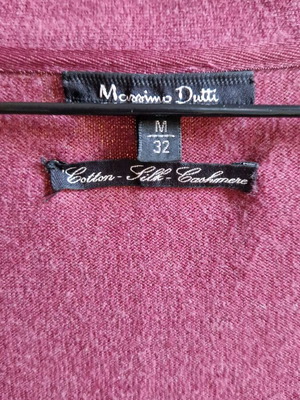 Massimo Dutti
M
32
Cotton - Silk - Cashmere